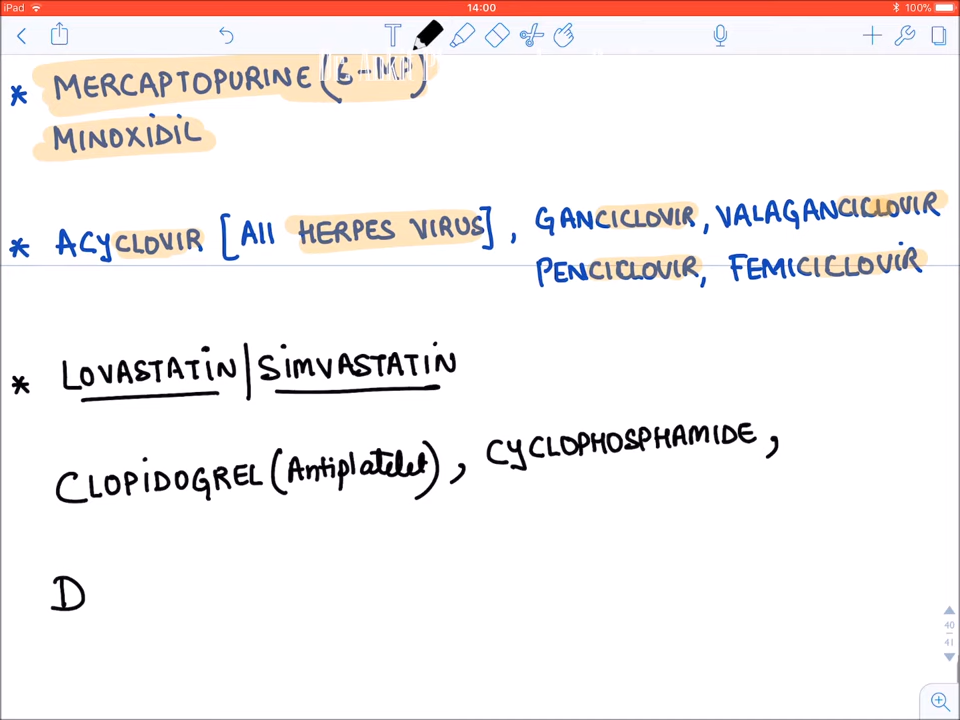 iPad 14:00 100%
T
* MERCAPTOPURINE (6-MP)
MINOXIDIL
* ACYCLOVIR [All HERPES VIRUS], GANCICLOVIR, VALAGANCICLOVIR
PENCICLOVIR, FEMICICLOVIR
* LOVASTATIN | SIMVASTATIN
CLOPIDOGREL (Antiplatelet), CYCLOPHOSPHAMIDE,
D
40
41